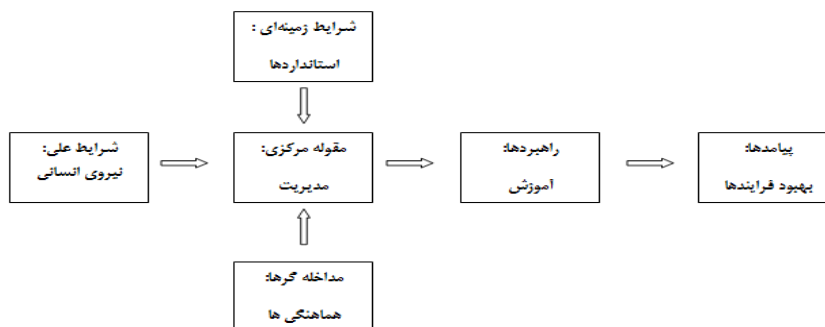 شرایط زمینه‌ای :
استانداردها
شرایط علی:
نیروی انسانی
مقوله مرکزی:
مدیریت
راهبردها:
آموزش
پیامدها:
بهبود فرایندها
مداخله گرها:
هماهنگی ها